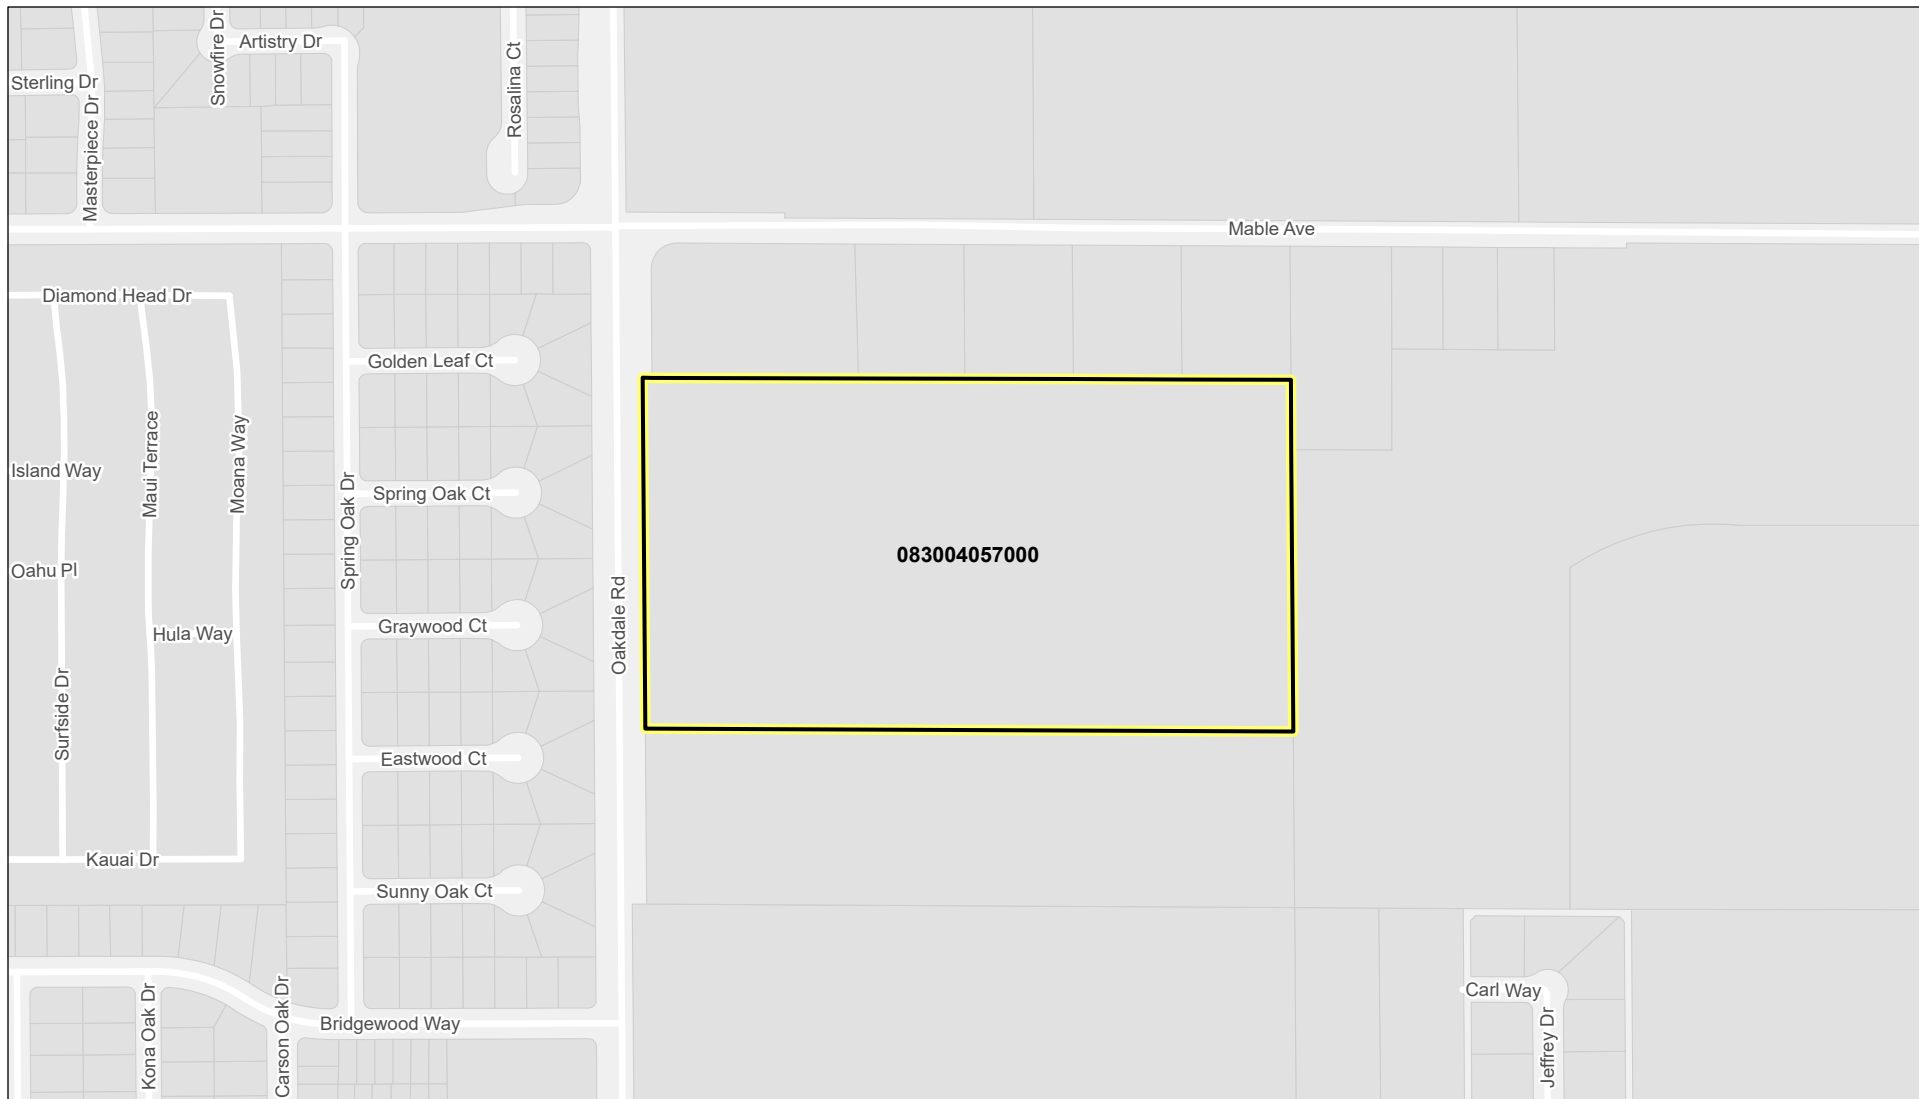 Snowfire Dr
Artistry Dr
Sterling Dr
Masterpiece Dr
Rosalina Ct
Mable Ave
Diamond Head Dr
Golden Leaf Ct
Island Way
Maui Terrace
Moana Way
Spring Oak Dr
Spring Oak Ct
083004057000
Oahu Pl
Oakdale Rd
Hula Way
Graywood Ct
Surfside Dr
Eastwood Ct
Kauai Dr
Sunny Oak Ct
Kona Oak Dr
Carson Oak Dr
Bridgewood Way
Carl Way
Jeffrey Dr